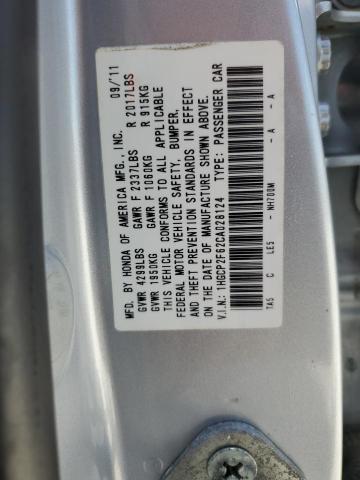 MFD. BY HONDA OF AMERICA MFG., INC. 09/'11
GVWR 4299LBS GAWR F 2337LBS R 2017LBS
GVWR 1950KG GAWR F 1060KG R 915KG
THIS VEHICLE CONFORMS TO ALL APPLICABLE
FEDERAL MOTOR VEHICLE SAFETY, BUMPER,
AND THEFT PREVENTION STANDARDS IN EFFECT
ON THE DATE OF MANUFACTURE SHOWN ABOVE.
V.I.N.: 1HGCP2F62CA028124 TYPE: PASSENGER CAR
TA5 C LE5 - NH700M - A - A